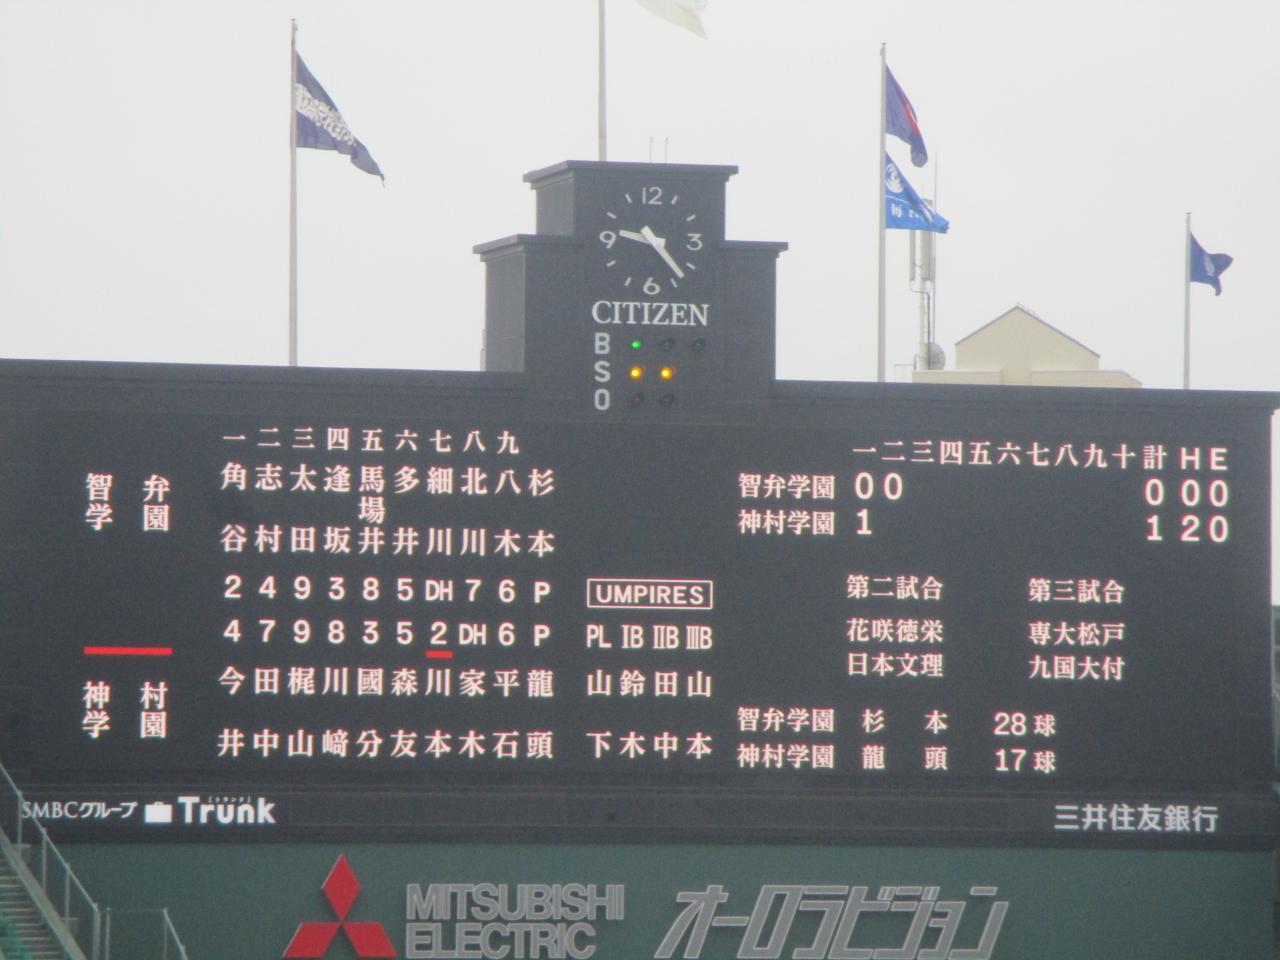 12
9 3
6
CITIZEN
B
S
O
一 二 三 四 五 六 七 八 九
智弁学園
角谷 志村 太田 逢坂 馬場井 多井 細川 北川 八木 杉本
2 4 9 3 8 5 DH 7 6 P
4 7 9 8 3 5 2 DH 6 P
神村学園
今井 田中 梶山 川﨑 國分 森友 川本 家木 平石 龍頭
UMPIRES
PL ⅠB ⅡB ⅢB
山下 鈴木 田中 山本
一 二 三 四 五 六 七 八 九 十 計 H E
智弁学園 0 0 0 0 0
神村学園 1 1 2 0
第二試合 第三試合
花咲徳栄 専大松戸
日本文理 九国大付
智弁学園 杉本 28球
神村学園 龍頭 17球
SMBCグループ Trunk
三井住友銀行
MITSUBISHI
ELECTRIC
オーロラビジョン